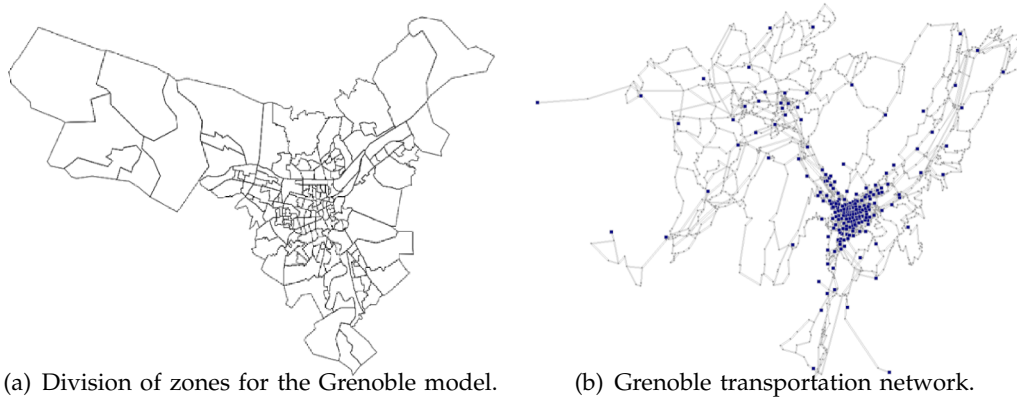 (a) Division of zones for the Grenoble model.
(b) Grenoble transportation network.